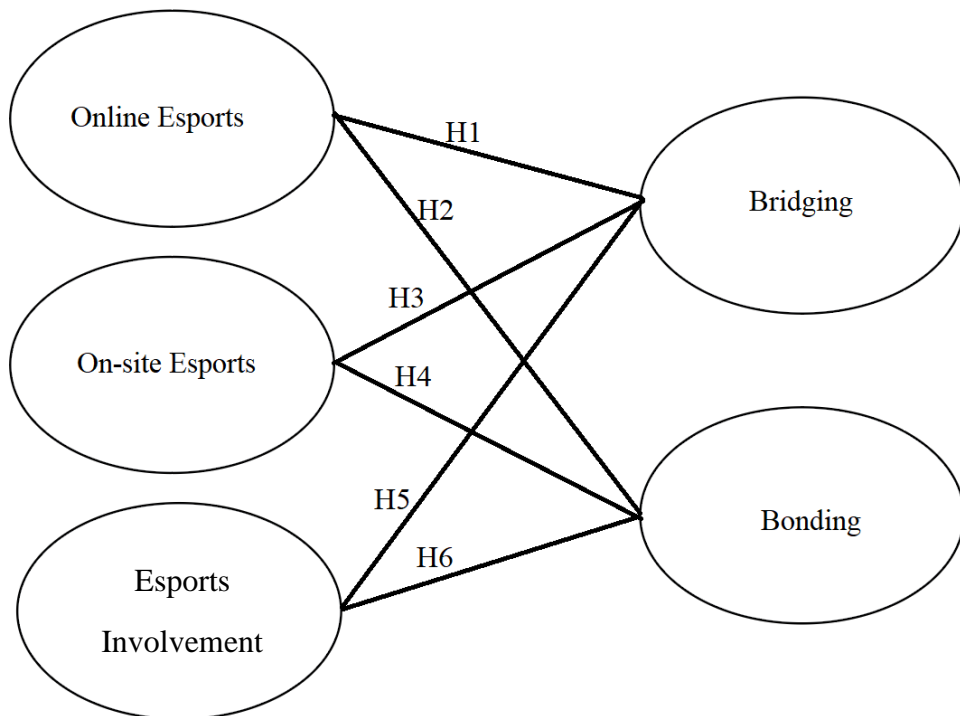 Online Esports
H1
Bridging
H2
H3
On-site Esports
H4
H5
Bonding
H6
Esports
Involvement